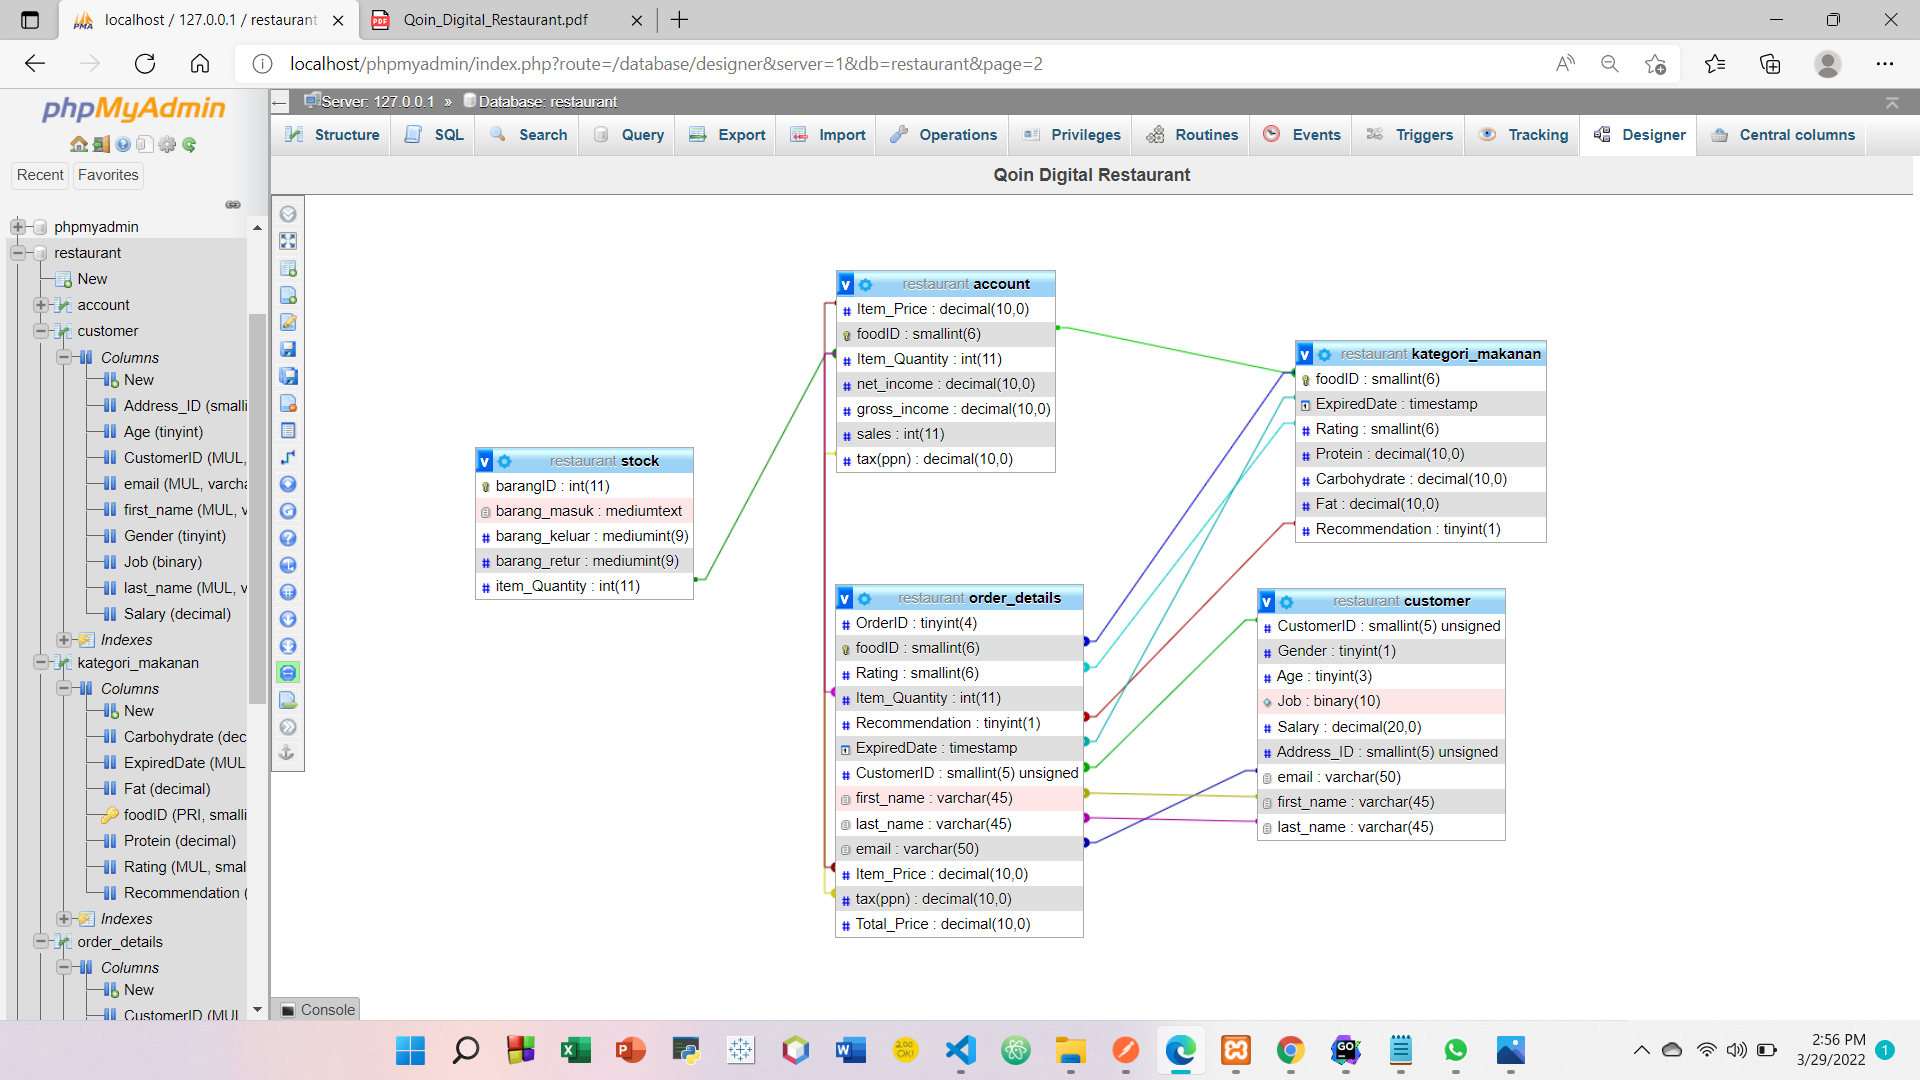 localhost / 127.0.0.1 / restaurant
Qoin_Digital_Restaurant.pdf
localhost/phpmyadmin/index.php?route=/database/designer&server=1&db=restaurant&page=2
phpMyAdmin
Recent
Favorites
phpmyadmin
restaurant
New
account
customer
Columns
New
Address_ID (smalli
Age (tinyint)
CustomerID (MUL,
email (MUL, varcha
first_name (MUL, v
Gender (tinyint)
Job (binary)
last_name (MUL, v
Salary (decimal)
Indexes
kategori_makanan
Columns
New
Carbohydrate (dec
ExpiredDate (MUL
Fat (decimal)
foodID (PRI, smalli
Protein (decimal)
Rating (MUL, smal
Recommendation (
Indexes
order_details
Columns
New
CustomerID (MUL
Server: 127.0.0.1 » Database: restaurant
Structure
SQL
Search
Query
Export
Import
Operations
Privileges
Routines
Events
Triggers
Tracking
Designer
Central columns
Qoin Digital Restaurant
restaurant account
Item_Price : decimal(10,0)
foodID : smallint(6)
Item_Quantity : int(11)
net_income : decimal(10,0)
gross_income : decimal(10,0)
sales : int(11)
tax(ppn) : decimal(10,0)
restaurant kategori_makanan
foodID : smallint(6)
ExpiredDate : timestamp
Rating : smallint(6)
Protein : decimal(10,0)
Carbohydrate : decimal(10,0)
Fat : decimal(10,0)
Recommendation : tinyint(1)
restaurant stock
barangID : int(11)
barang_masuk : mediumtext
barang_keluar : mediumint(9)
barang_retur : mediumint(9)
item_Quantity : int(11)
restaurant order_details
OrderID : tinyint(4)
foodID : smallint(6)
Rating : smallint(6)
Item_Quantity : int(11)
Recommendation : tinyint(1)
ExpiredDate : timestamp
CustomerID : smallint(5) unsigned
first_name : varchar(45)
last_name : varchar(45)
email : varchar(50)
Item_Price : decimal(10,0)
tax(ppn) : decimal(10,0)
Total_Price : decimal(10,0)
restaurant customer
CustomerID : smallint(5) unsigned
Gender : tinyint(1)
Age : tinyint(3)
Job : binary(10)
Salary : decimal(20,0)
Address_ID : smallint(5) unsigned
email : varchar(50)
first_name : varchar(45)
last_name : varchar(45)
Console
2:56 PM
3/29/2022
1